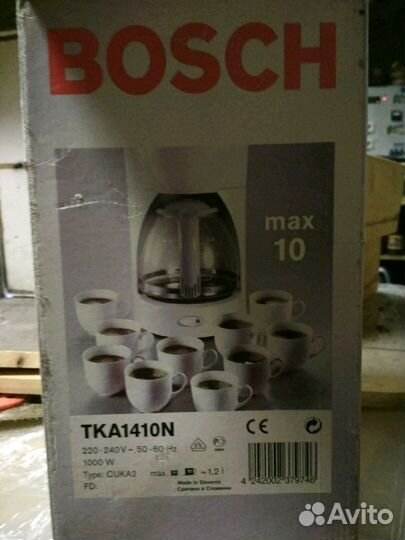 BOSCH
max
10
TKA1410N
220-240V~ 50-60 Hz
1000 W
Type: CUKA2 max. ~1,2 l
FD: Made in Slovenia
Сделано в Словении
4 242002 379746
Avito